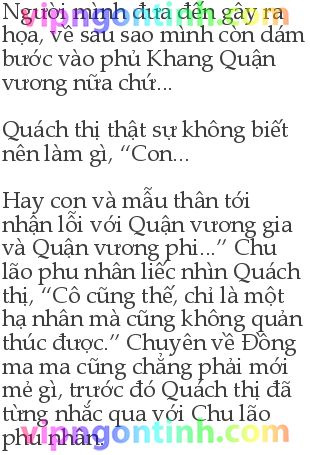 Người mình đưa đến gây ra
họa, về sau sao mình còn dám
bước vào phủ Khang Quận
vương nữa chứ...
Quách thị thật sự không biết
nên làm gì, “Con...
Hay con và mẫu thân tới
nhận lỗi với Quận vương gia
và Quận vương phi...” Chu
lão phu nhân liếc nhìn Quách
thị, “Cô cũng thế, chỉ là một
hạ nhân mà cũng không quản
thúc được.” Chuyện về Đồng
ma ma cũng chẳng phải mới
mẻ gì, trước đó Quách thị đã
từng nhắc qua với Chu lão
phu nhân.
vipngontinh.com
vipngontinh.com